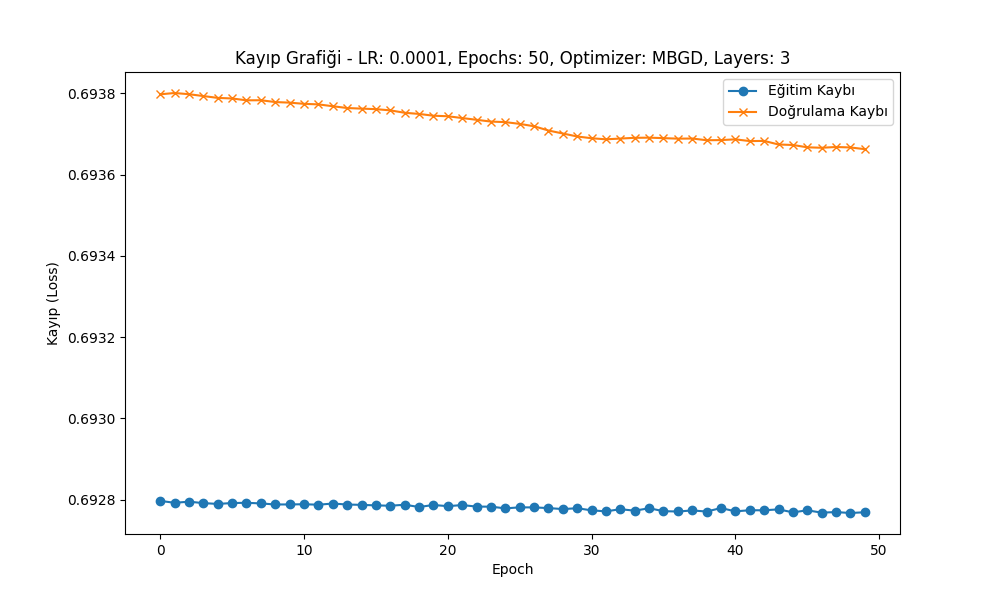 Kayıp Grafiği - LR: 0.0001, Epochs: 50, Optimizer: MBGD, Layers: 3
Eğitim Kaybı
Doğrulama Kaybı
Kayıp (Loss)
0.6938
0.6936
0.6934
0.6932
0.6930
0.6928
0 10 20 30 40 50
Epoch